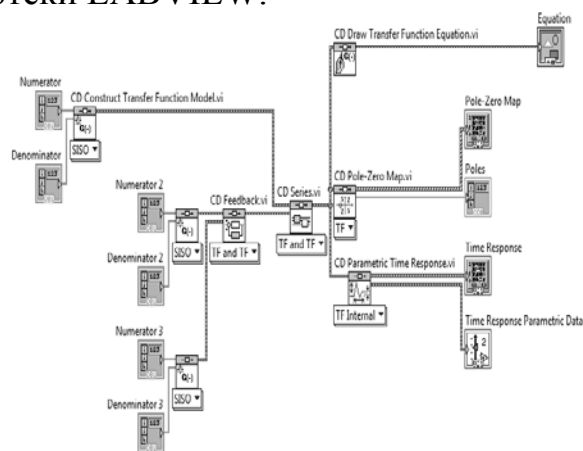 LABVIEW.
Equation
CD Draw Transfer Function Equation.vi
Numerator
CD Construct Transfer Function Model.vi
SISO
Denominator
Pole-Zero Map
Numerator 2
CD Feedback.vi
CD Series.vi
CD Pole-Zero Map.vi
Poles
TF
SISO
TF and TF
TF and TF
Denominator 2
CD Parametric Time Response.vi
Time Response
TF Internal
Numerator 3
Time Response Parametric Data
SISO
Denominator 3